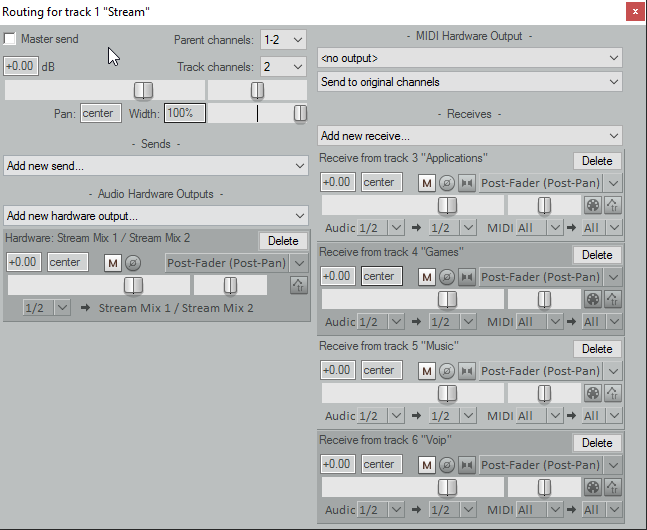 Routing for track 1 "Stream"
Master send
Parent channels: 1-2
+0.00 dB
Track channels: 2
Pan: center Width: 100%
- Sends -
Add new send...
- Audio Hardware Outputs -
Add new hardware output...
Hardware: Stream Mix 1 / Stream Mix 2 Delete
+0.00 center M Post-Fader (Post-Pan)
1/2 Stream Mix 1 / Stream Mix 2
- MIDI Hardware Output -
<no output>
Send to original channels
- Receives -
Add new receive...
Receive from track 3 "Applications" Delete
+0.00 center M Post-Fader (Post-Pan)
Audio 1/2 1/2 MIDI All All
Receive from track 4 "Games" Delete
+0.00 center M Post-Fader (Post-Pan)
Audio 1/2 1/2 MIDI All All
Receive from track 5 "Music" Delete
+0.00 center M Post-Fader (Post-Pan)
Audio 1/2 1/2 MIDI All All
Receive from track 6 "Voip" Delete
+0.00 center M Post-Fader (Post-Pan)
Audio 1/2 1/2 MIDI All All